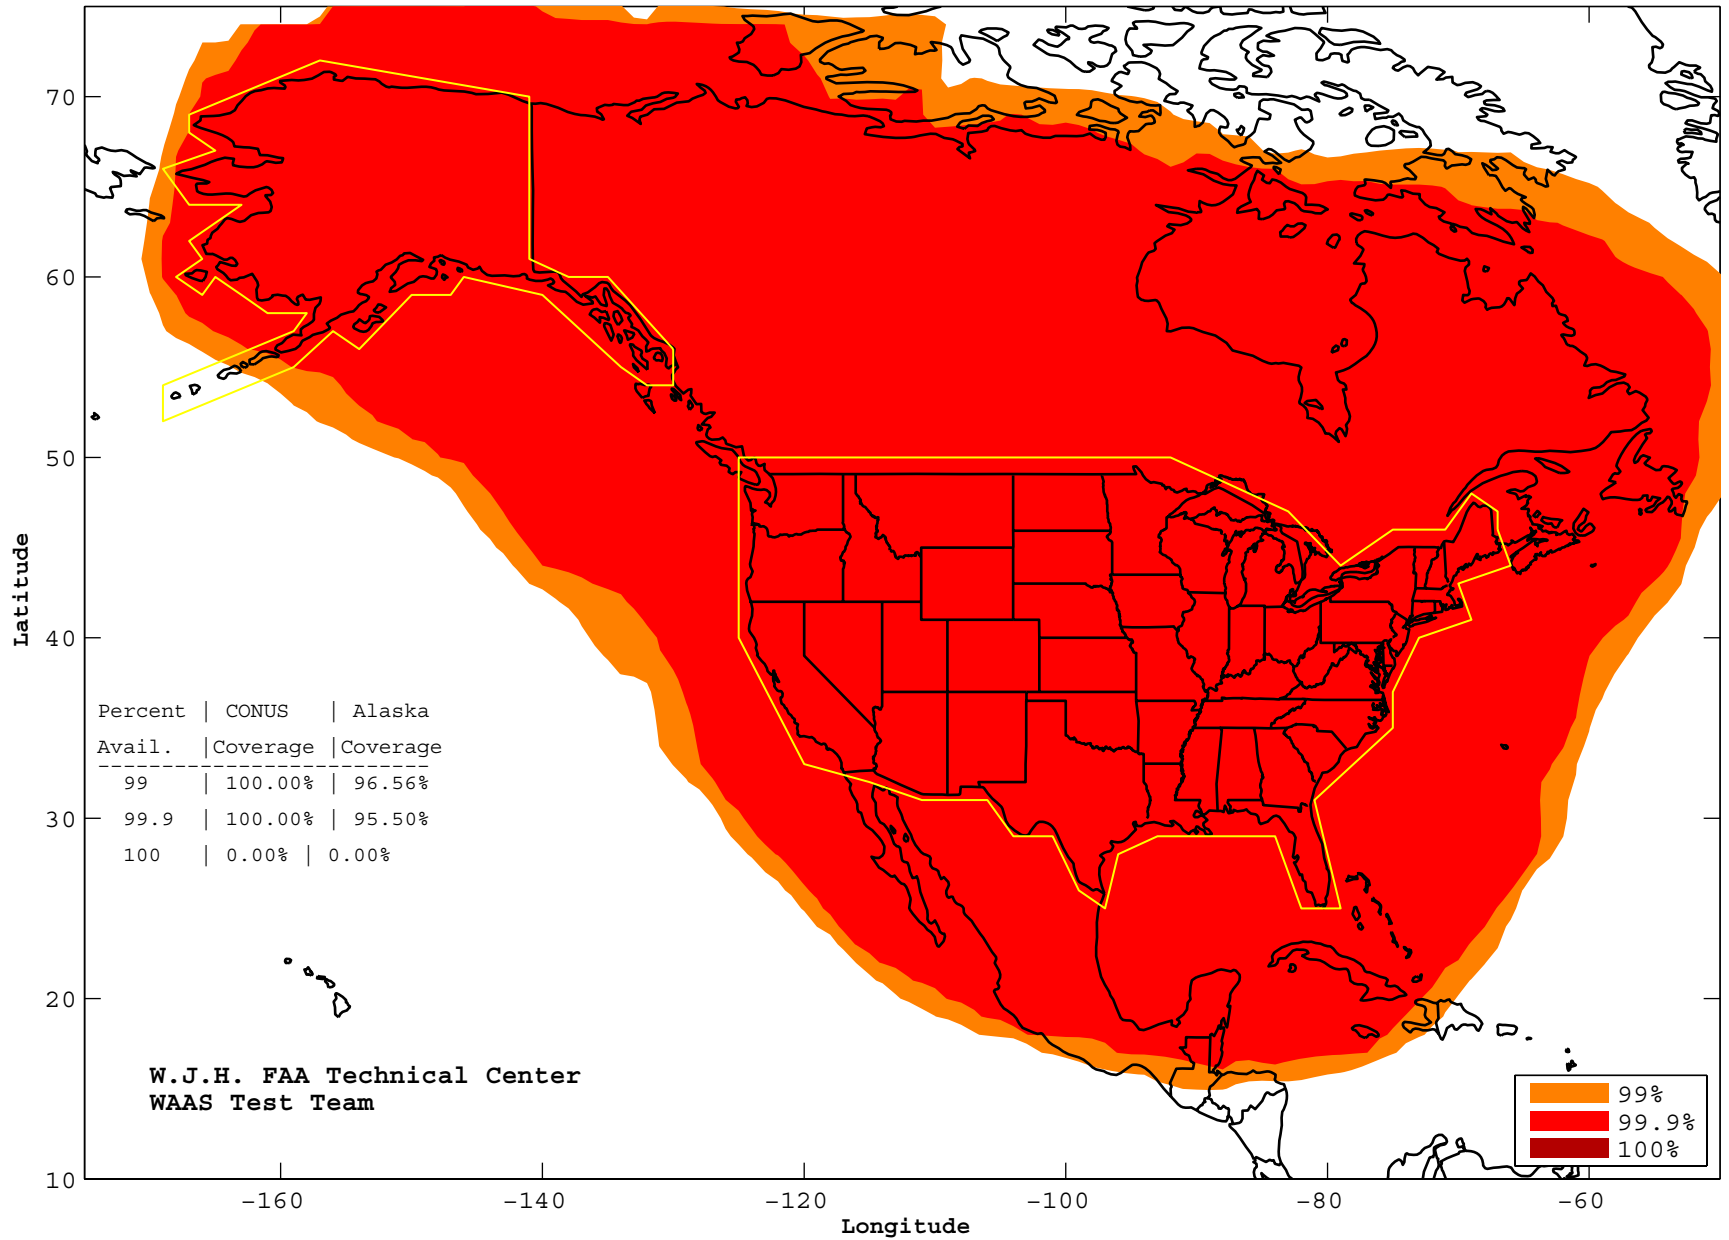 70
60
50
40
30
20
10
Latitude
Percent | CONUS | Alaska
Avail. |Coverage |Coverage
---------------------------
99 | 100.00% | 96.56%
99.9 | 100.00% | 95.50%
100 | 0.00% | 0.00%
W.J.H. FAA Technical Center
WAAS Test Team
99%
99.9%
100%
-160 -140 -120 -100 -80 -60
Longitude